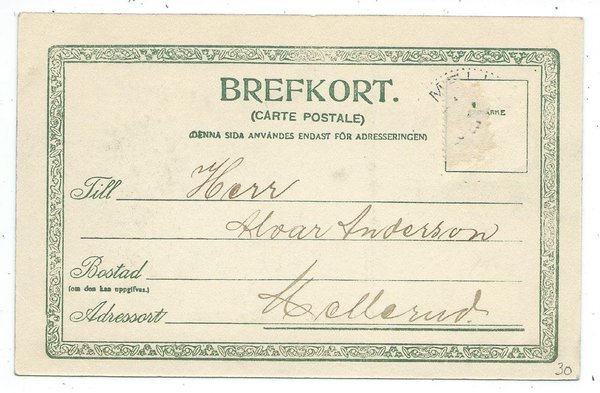 BREFKORT.
(CARTE POSTALE)
(DENNA SIDA ANVÄNDES ENDAST FÖR ADRESSERINGEN)
Till Herr
Alvar Anderson
Bostad
(om den kan uppgifvas.)
Adressort Mellerud.
30